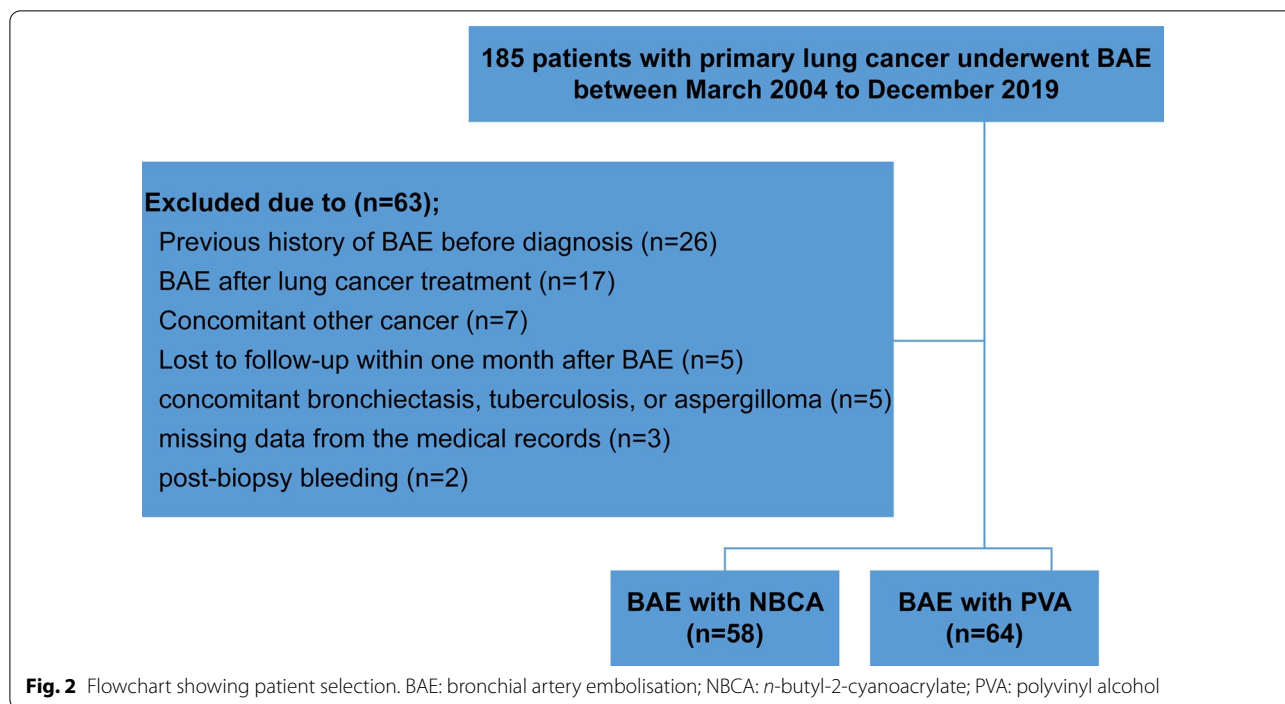 185 patients with primary lung cancer underwent BAE
between March 2004 to December 2019
Excluded due to (n=63);
Previous history of BAE before diagnosis (n=26)
BAE after lung cancer treatment (n=17)
Concomitant other cancer (n=7)
Lost to follow-up within one month after BAE (n=5)
concomitant bronchiectasis, tuberculosis, or aspergilloma (n=5)
missing data from the medical records (n=3)
post-biopsy bleeding (n=2)
BAE with NBCA
(n=58)
BAE with PVA
(n=64)
Fig. 2 Flowchart showing patient selection. BAE: bronchial artery embolisation; NBCA: n-butyl-2-cyanoacrylate; PVA: polyvinyl alcohol